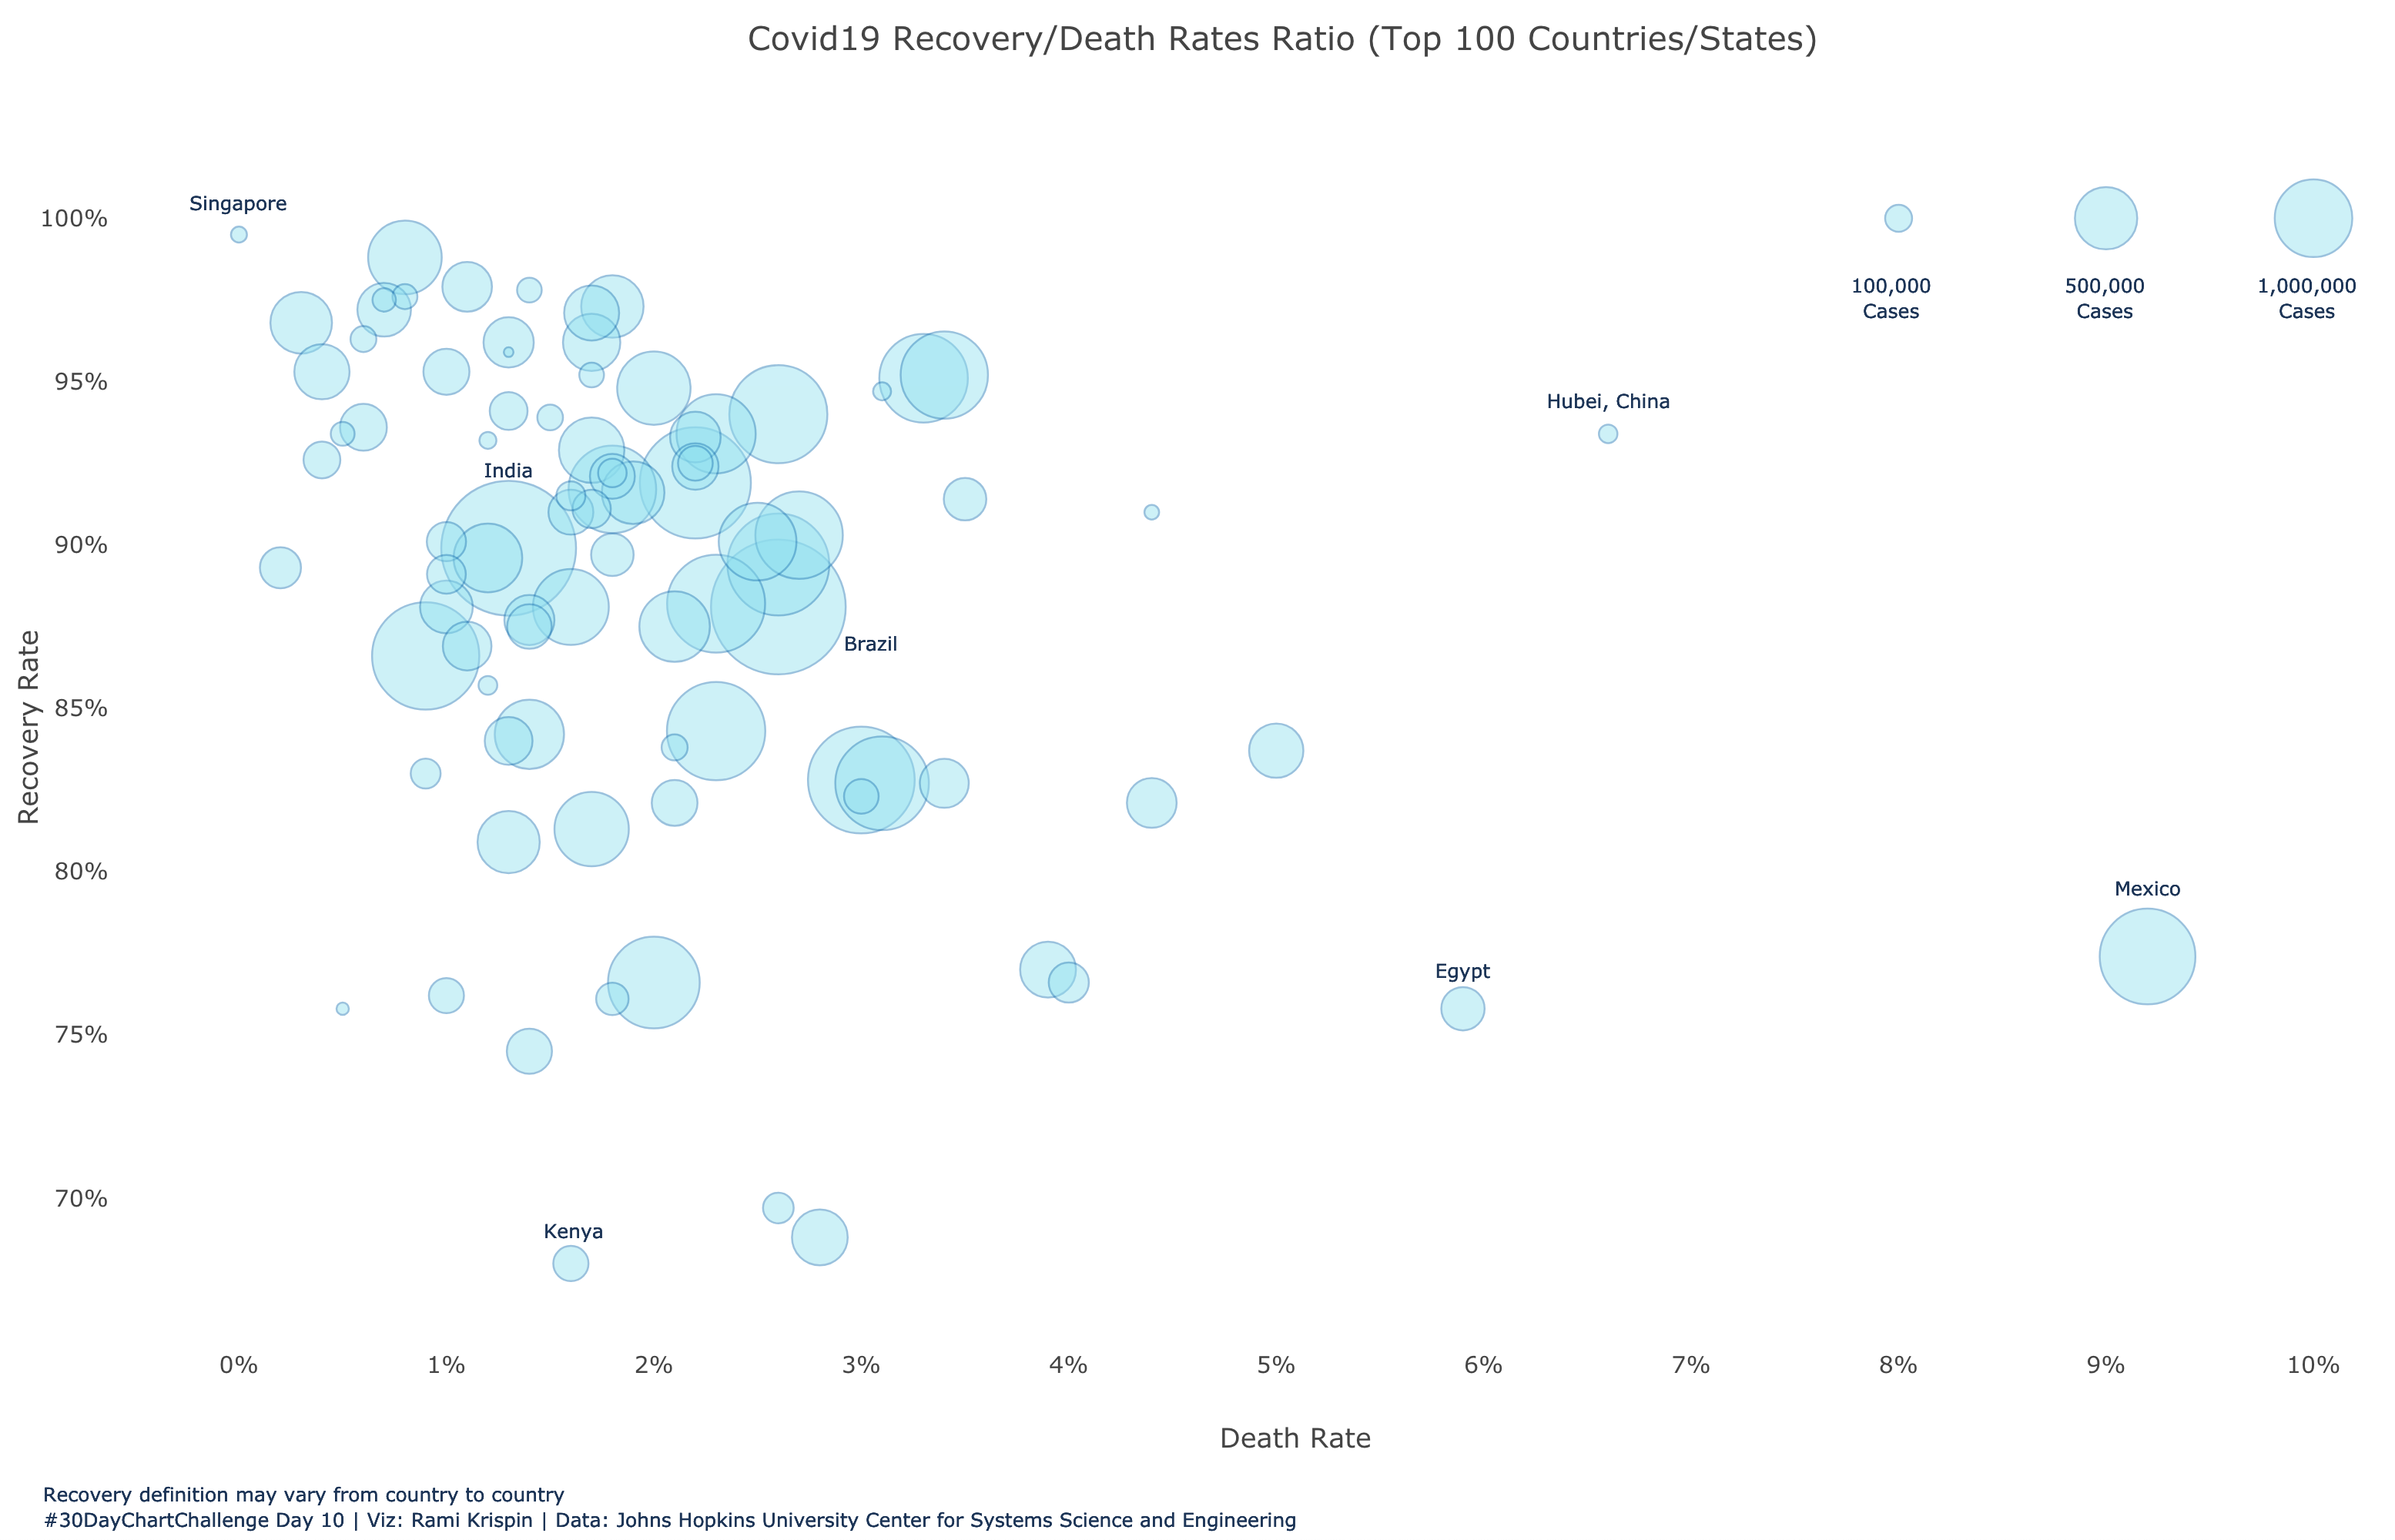 Covid19 Recovery/Death Rates Ratio (Top 100 Countries/States)
Singapore
100%
100,000
Cases
500,000
Cases
1,000,000
Cases
95%
Hubei, China
India
90%
Brazil
Recovery Rate
85%
80%
Mexico
Egypt
75%
70%
Kenya
0% 1% 2% 3% 4% 5% 6% 7% 8% 9% 10%
Death Rate
Recovery definition may vary from country to country
#30DayChartChallenge Day 10 | Viz: Rami Krispin | Data: Johns Hopkins University Center for Systems Science and Engineering